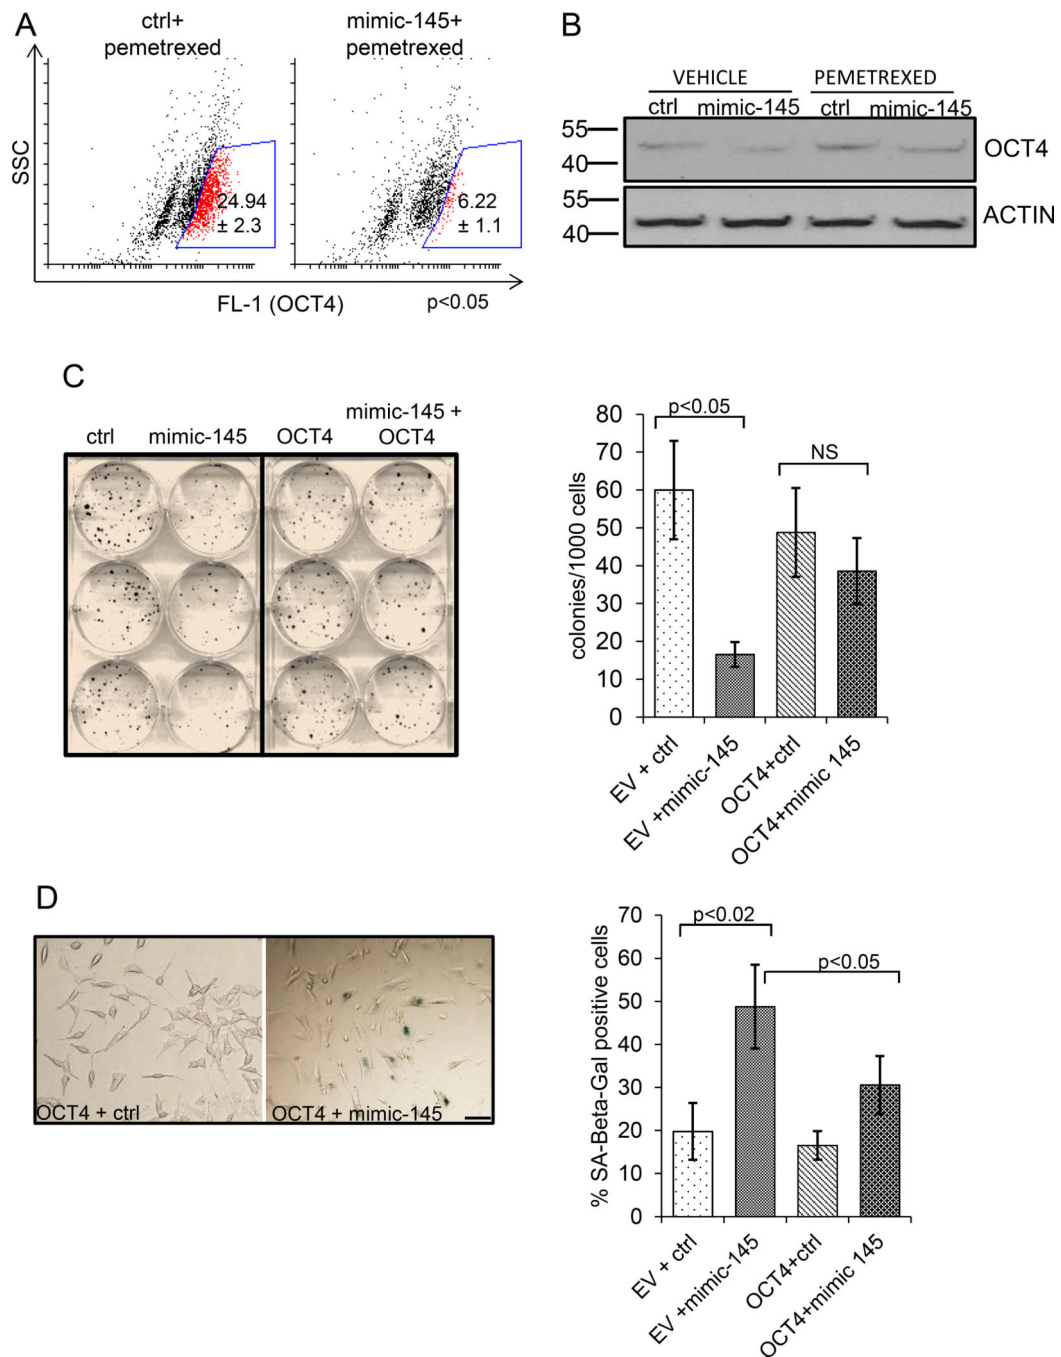 A
ctrl+
pemetrexed
mimic-145+
pemetrexed
SSC
24.94
± 2.3
6.22
± 1.1
FL-1 (OCT4)
p<0.05
B
VEHICLE
PEMETREXED
ctrl
mimic-145
ctrl
mimic-145
55
40
OCT4
55
40
ACTIN
C
ctrl
mimic-145
OCT4
mimic-145 +
OCT4
colonies/1000 cells
80
70
60
50
40
30
20
10
0
p<0.05
NS
EV + ctrl
EV +mimic-145
OCT4+ctrl
OCT4+mimic 145
D
OCT4 + ctrl
OCT4 + mimic-145
% SA-Beta-Gal positive cells
70
60
50
40
30
20
10
0
p<0.02
p<0.05
EV + ctrl
EV +mimic-145
OCT4+ctrl
OCT4+mimic 145